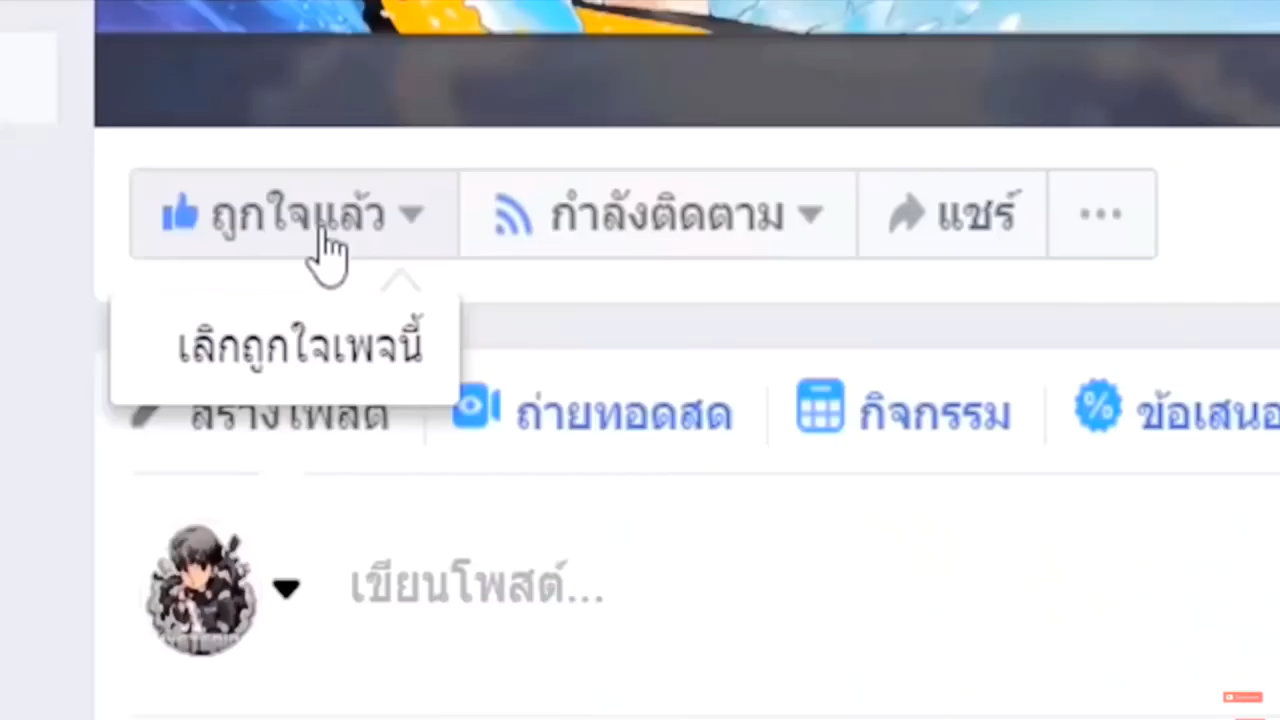 ถูกใจแล้ว กำลังติดตาม แชร์
เลิกถูกใจเพจนี้
สร้างโพสต์ ถ่ายทอดสด กิจกรรม ข้อเสนอ
เขียนโพสต์...